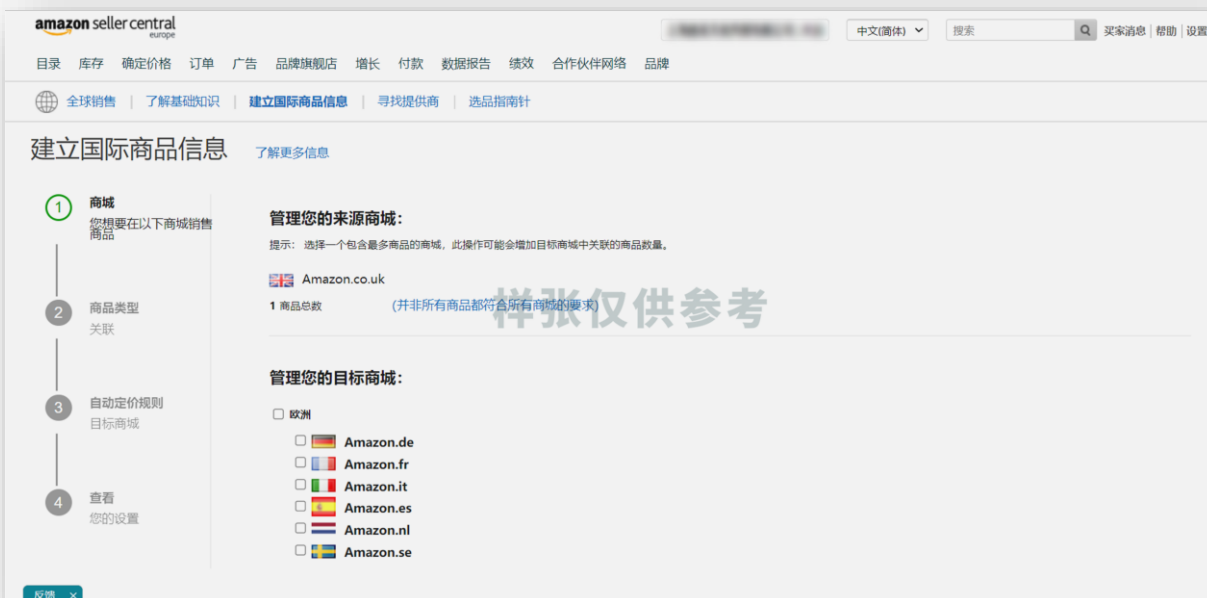 amazon seller central
europe
中文(简体)
搜索
买家消息 | 帮助 | 设置
目录 库存 确定价格 订单 广告 品牌旗舰店 增长 付款 数据报告 绩效 合作伙伴网络 品牌
全球销售 | 了解基础知识 | 建立国际商品信息 | 寻找提供商 | 选品指南针
建立国际商品信息 了解更多信息
1 商城
您想要在以下商城销售
商品
2 商品类型
关联
3 自动定价规则
目标商城
4 查看
您的设置
管理您的来源商城：
提示： 选择一个包含最多商品的商城，此操作可能会增加目标商城中关联的商品数量。
Amazon.co.uk
1 商品总数 (并非所有商品都符合所有商城的要求)
样张仅供参考
管理您的目标商城：
欧洲
Amazon.de
Amazon.fr
Amazon.it
Amazon.es
Amazon.nl
Amazon.se
反馈 ×